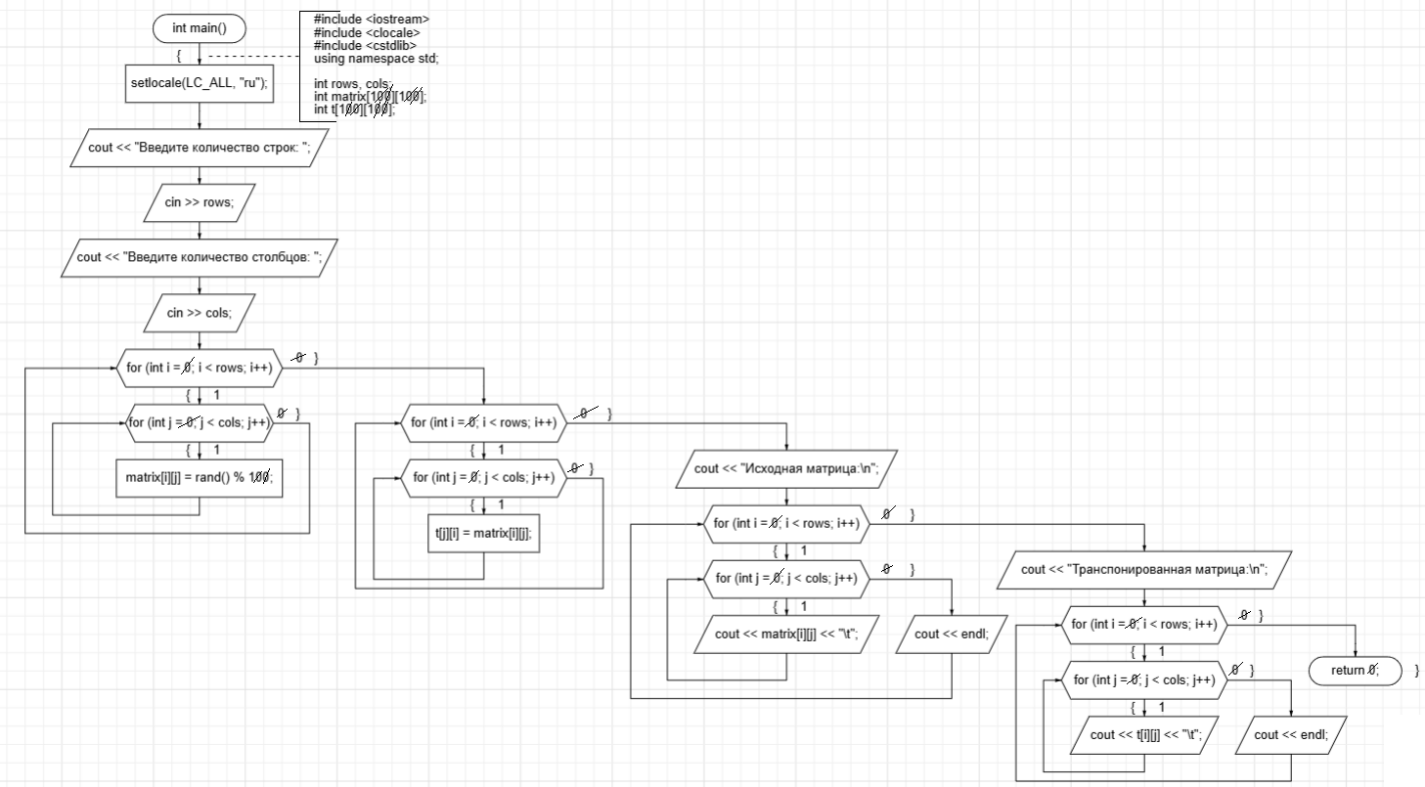 int main()
{
#include <iostream>
#include <clocale>
#include <cstdlib>
using namespace std;
int rows, cols;
int matrix[100][100];
int t[100][100];
setlocale(LC_ALL, "ru");
cout << "Введите количество строк: ";
cin >> rows;
cout << "Введите количество столбцов: ";
cin >> cols;
for (int i = 0; i < rows; i++)
0 }
{ 1
for (int j = 0; j < cols; j++)
0 }
{ 1
matrix[i][j] = rand() % 100;
for (int i = 0; i < rows; i++)
0 }
{ 1
for (int j = 0; j < cols; j++)
0 }
{ 1
t[j][i] = matrix[i][j];
cout << "Исходная матрица:\n";
for (int i = 0; i < rows; i++)
0 }
{ 1
for (int j = 0; j < cols; j++)
0 }
{ 1
cout << matrix[i][j] << "\t";
cout << endl;
cout << "Транспонированная матрица:\n";
for (int i = 0; i < rows; i++)
0 }
{ 1
for (int j = 0; j < cols; j++)
0 }
{ 1
cout << t[i][j] << "\t";
cout << endl;
return 0;
}